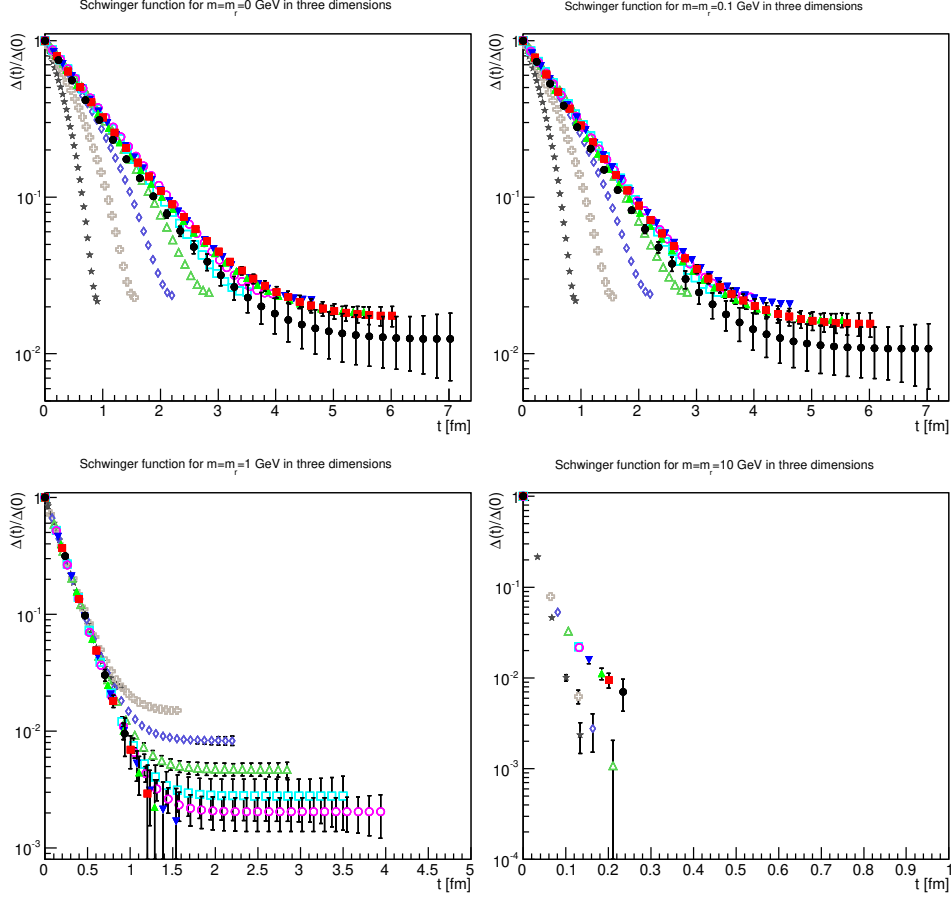 Schwinger function for m=m_r=0 GeV in three dimensions
Δ(t)/Δ(0)
1
10^-1
10^-2
0 1 2 3 4 5 6 7
t [fm]
Schwinger function for m=m_r=0.1 GeV in three dimensions
Δ(t)/Δ(0)
1
10^-1
10^-2
0 1 2 3 4 5 6 7
t [fm]
Schwinger function for m=m_r=1 GeV in three dimensions
Δ(t)/Δ(0)
1
10^-1
10^-2
10^-3
0 0.5 1 1.5 2 2.5 3 3.5 4 4.5 5
t [fm]
Schwinger function for m=m_r=10 GeV in three dimensions
Δ(t)/Δ(0)
1
10^-1
10^-2
10^-3
10^-4
0 0.1 0.2 0.3 0.4 0.5 0.6 0.7 0.8 0.9 1
t [fm]